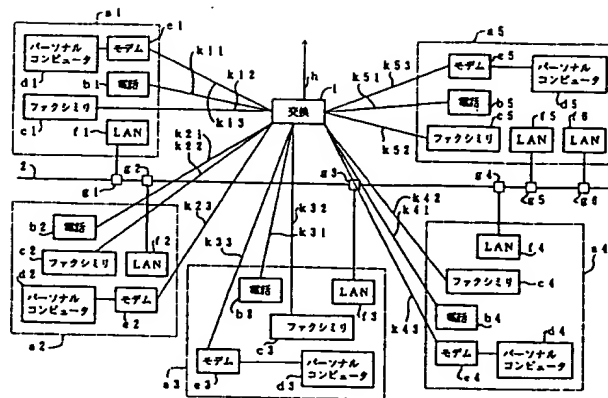 a1
e1
パーソナル
コンピュータ
モデム
d1
b1
電話
k11
k12
k13
c1
ファクシミリ
f1
LAN
k21
k22
2
g1
g2
k23
h
1
交換
a5
k53
k51
モデム
e5
パーソナル
コンピュータ
d5
電話
b5
c5
ファクシミリ
f5
f6
LAN
LAN
k52
g3
g4
g5
g6
k42
k41
b2
電話
c2
ファクシミリ
d2
LAN
f2
パーソナル
コンピュータ
モデム
e2
a2
k33
k32
k31
電話
b3
LAN
f3
ファクシミリ
c3
モデム
e3
パーソナル
コンピュータ
d3
a3
LAN
f4
ファクシミリ
c4
a4
電話
b4
k43
モデム
e4
パーソナル
コンピュータ
d4